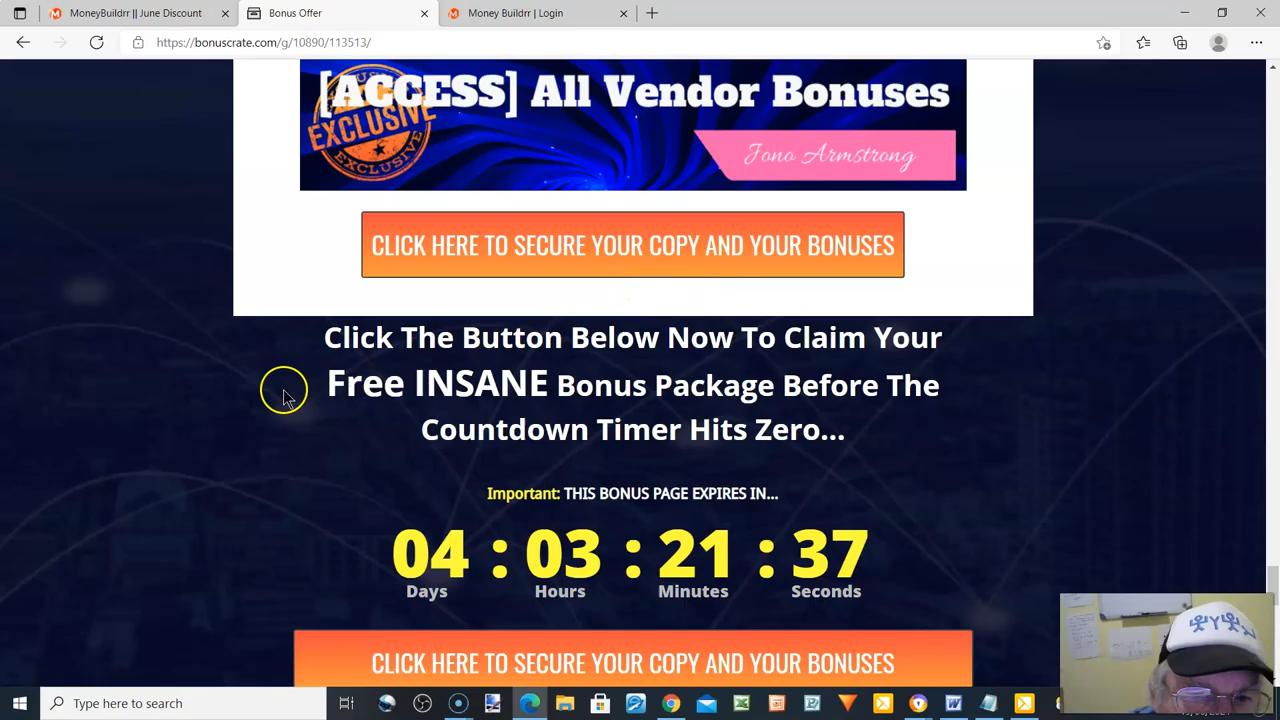 MoneyBuildrr || June Discount
Bonus Offer
Money Buildrr | Login
https://bonuscrate.com/g/10890/113513/
[ACCESS] All Vendor Bonuses
EXCLUSIVE
Jono Armstrong
CLICK HERE TO SECURE YOUR COPY AND YOUR BONUSES
Click The Button Below Now To Claim Your
Free INSANE Bonus Package Before The
Countdown Timer Hits Zero...
Important: THIS BONUS PAGE EXPIRES IN...
04 : 03 : 21 : 37
Days Hours Minutes Seconds
CLICK HERE TO SECURE YOUR COPY AND YOUR BONUSES
Type here to search